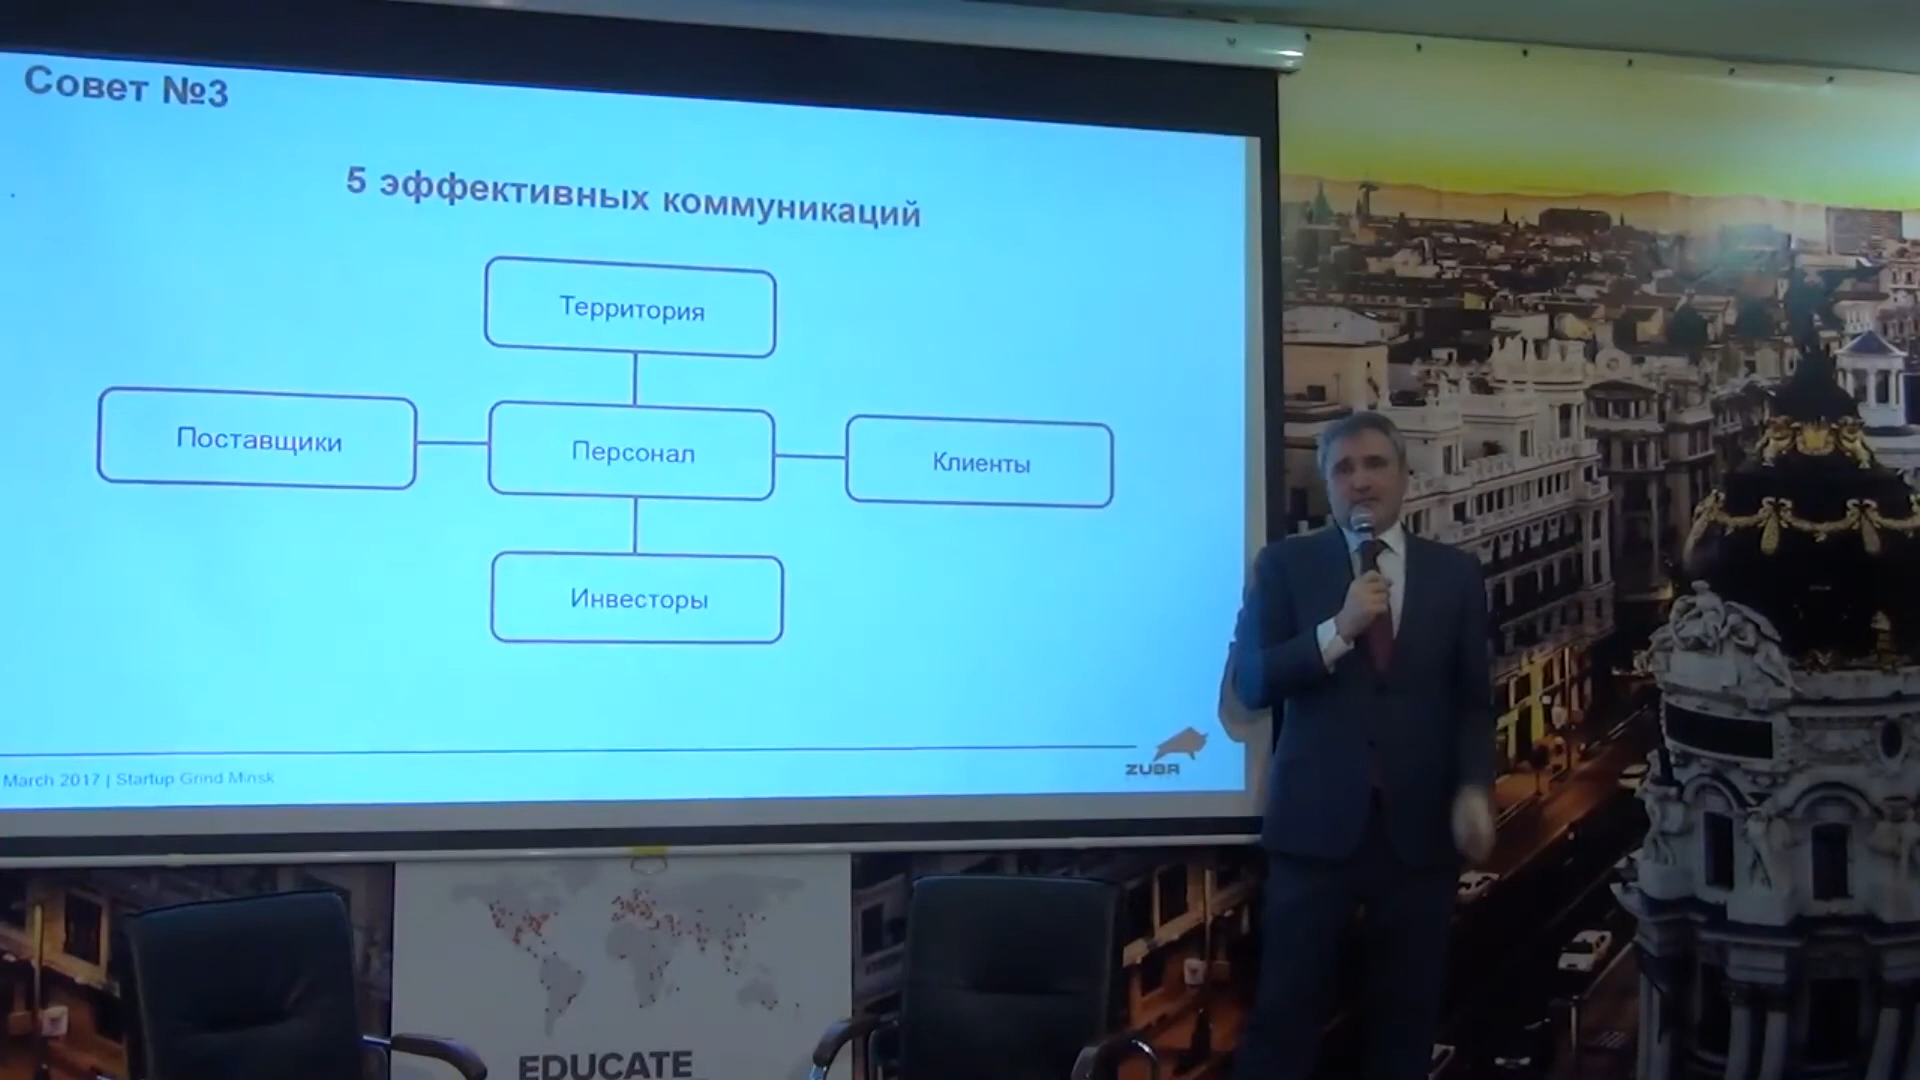 Совет №3
5 эффективных коммуникаций
Территория
Поставщики
Персонал
Клиенты
Инвесторы
March 2017 | Startup Grind Minsk
ZUBR
EDUCATE